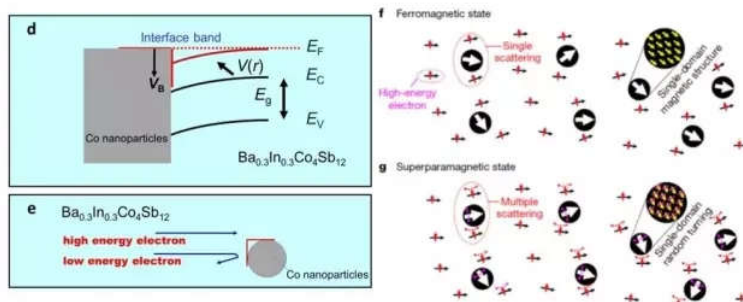 d
Interface band
E_F
V_B
V(r)
E_C
E_g
E_V
Co nanoparticles
Ba0.3In0.3Co4Sb12
e
Ba0.3In0.3Co4Sb12
high energy electron
low energy electron
Co nanoparticles
f Ferromagnetic state
Single
scattering
High-energy
electron
Single-domain
magnetic structure
g Superparamagnetic state
Multiple
scattering
Single-domain
random turning